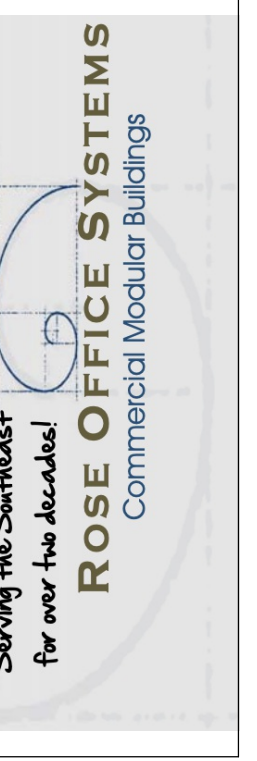 Serving the Southeast
for over two decades!
ROSE OFFICE SYSTEMS
Commercial Modular Buildings